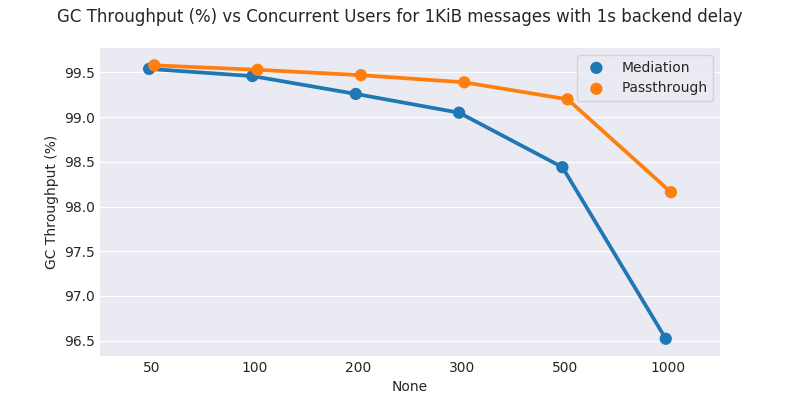 GC Throughput (%) vs Concurrent Users for 1KiB messages with 1s backend delay
Mediation
Passthrough
GC Throughput (%)
99.5
99.0
98.5
98.0
97.5
97.0
96.5
50 100 200 300 500 1000
None